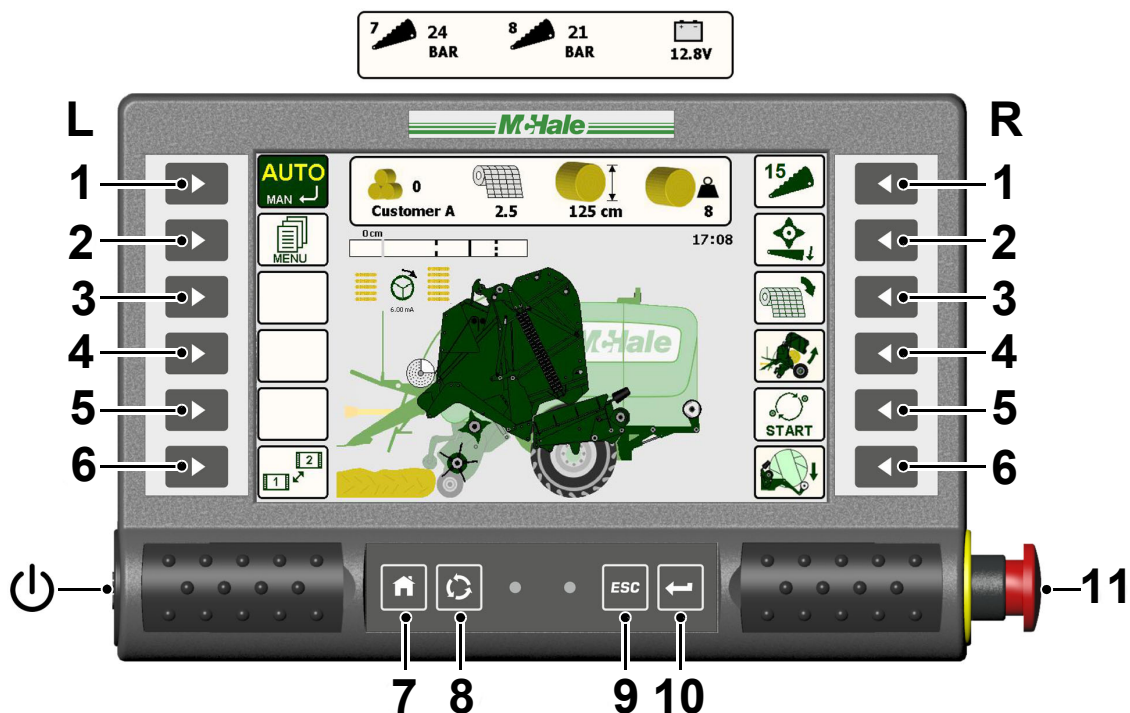 7 24 BAR 8 21 BAR 12.8V
L
R
McHale
1 AUTO MAN 0 Customer A 2.5 125 cm 8 15 1
2 MENU 0cm 17:08 2
3 6.00 mA 3
4 McHale 4
5 START 5
6 1 2 6
ESC
11
7 8 9 10